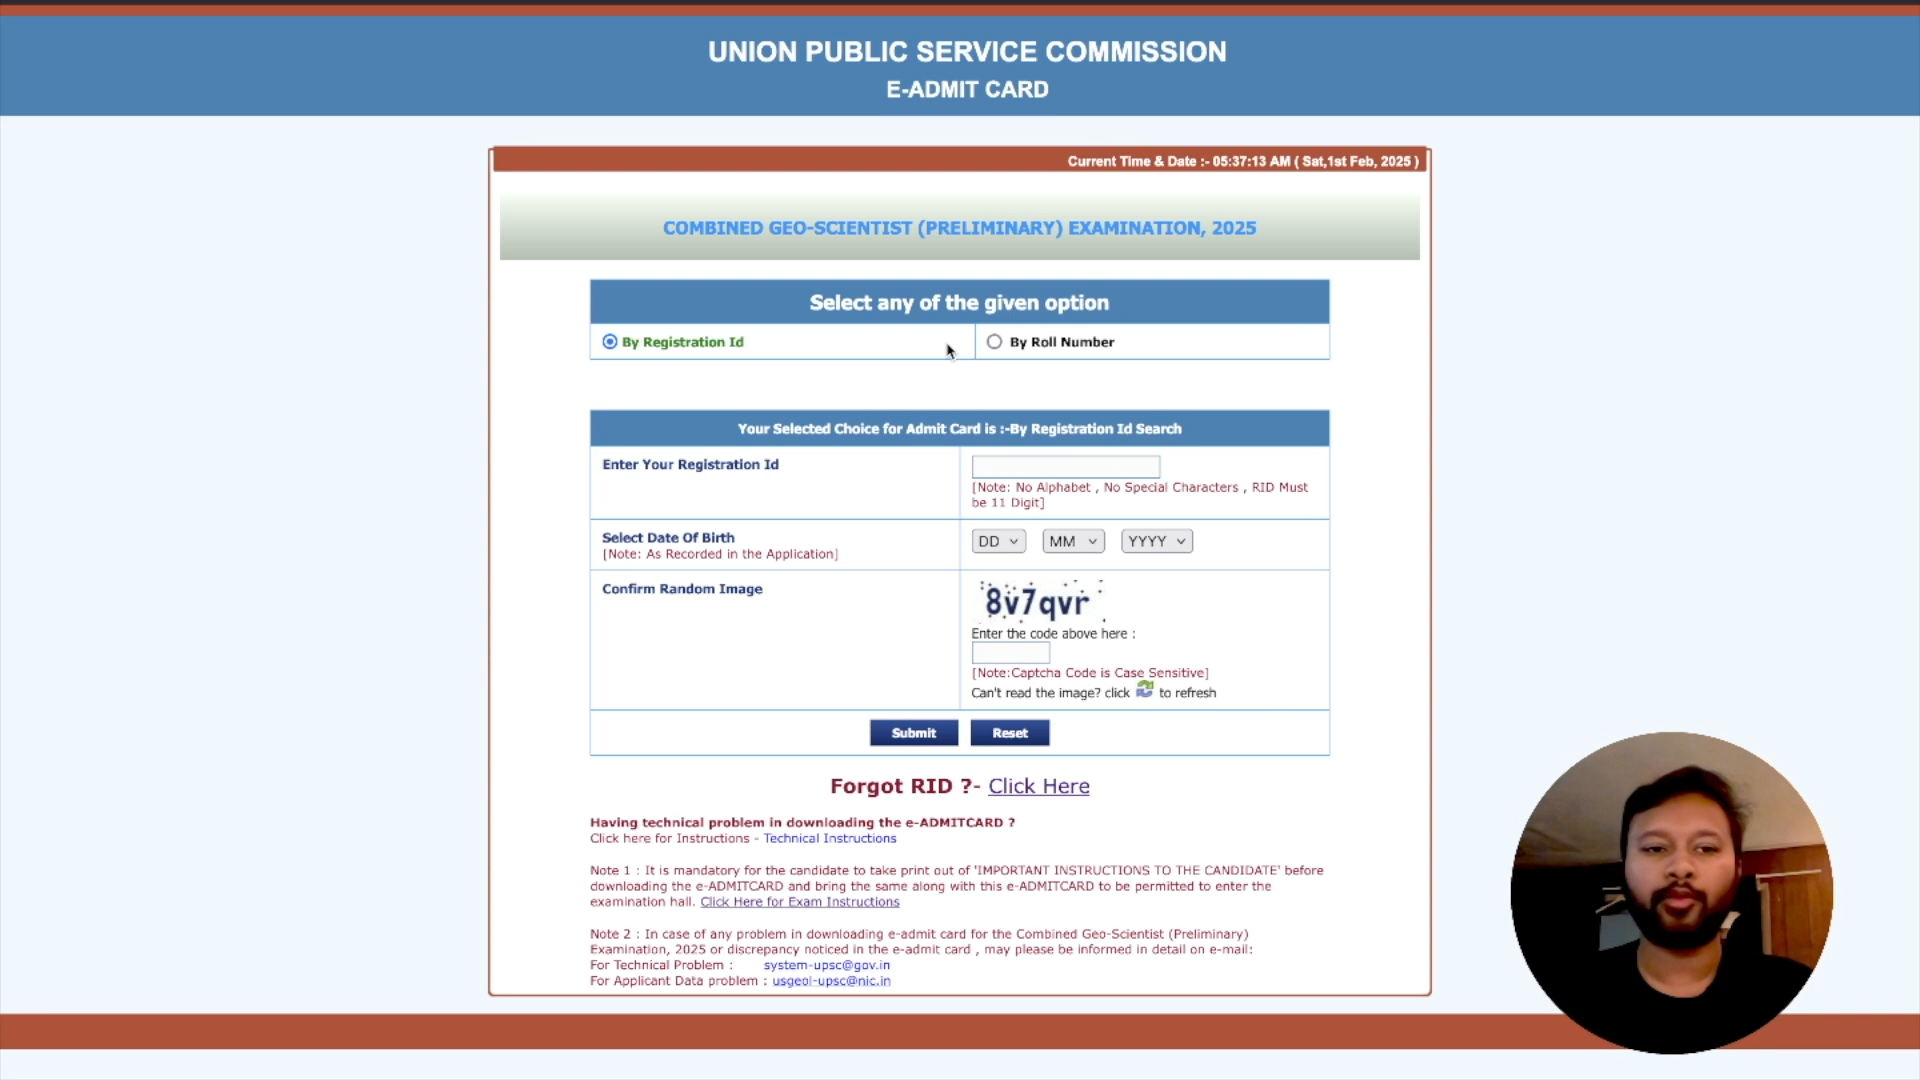 UNION PUBLIC SERVICE COMMISSION
E-ADMIT CARD
Current Time & Date :- 05:37:13 AM ( Sat,1st Feb, 2025 )
COMBINED GEO-SCIENTIST (PRELIMINARY) EXAMINATION, 2025
Select any of the given option
By Registration Id
By Roll Number
Your Selected Choice for Admit Card is :-By Registration Id Search
Enter Your Registration Id
[Note: No Alphabet , No Special Characters , RID Must
be 11 Digit]
Select Date Of Birth
[Note: As Recorded in the Application]
DD MM YYYY
Confirm Random Image
8v7qvr
Enter the code above here :
[Note:Captcha Code is Case Sensitive]
Can't read the image? click to refresh
Submit Reset
Forgot RID ?- Click Here
Having technical problem in downloading the e-ADMITCARD ?
Click here for Instructions - Technical Instructions
Note 1 : It is mandatory for the candidate to take print out of 'IMPORTANT INSTRUCTIONS TO THE CANDIDATE' before
downloading the e-ADMITCARD and bring the same along with this e-ADMITCARD to be permitted to enter the
examination hall. Click Here for Exam Instructions
Note 2 : In case of any problem in downloading e-admit card for the Combined Geo-Scientist (Preliminary)
Examination, 2025 or discrepancy noticed in the e-admit card , may please be informed in detail on e-mail:
For Technical Problem : system-upsc@gov.in
For Applicant Data problem : usgeol-upsc@nic.in